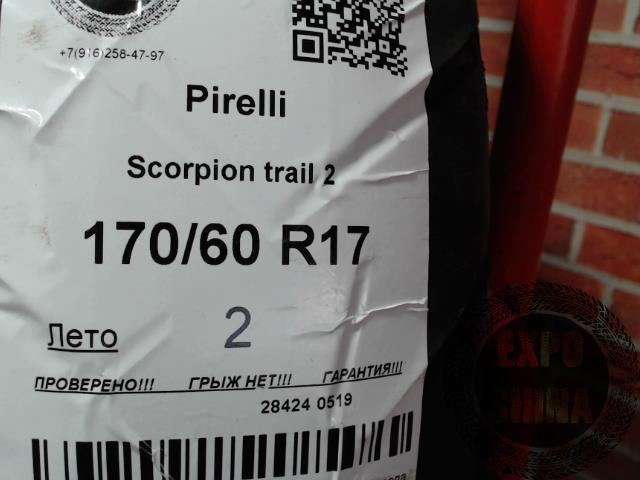 +7(916)258-47-97
Pirelli
Scorpion trail 2
170/60 R17
Лето 2
ПРОВЕРЕНО!!! ГРЫЖ НЕТ!!! ГАРАНТИЯ!!!
28424 0519
EXPO
SHINA